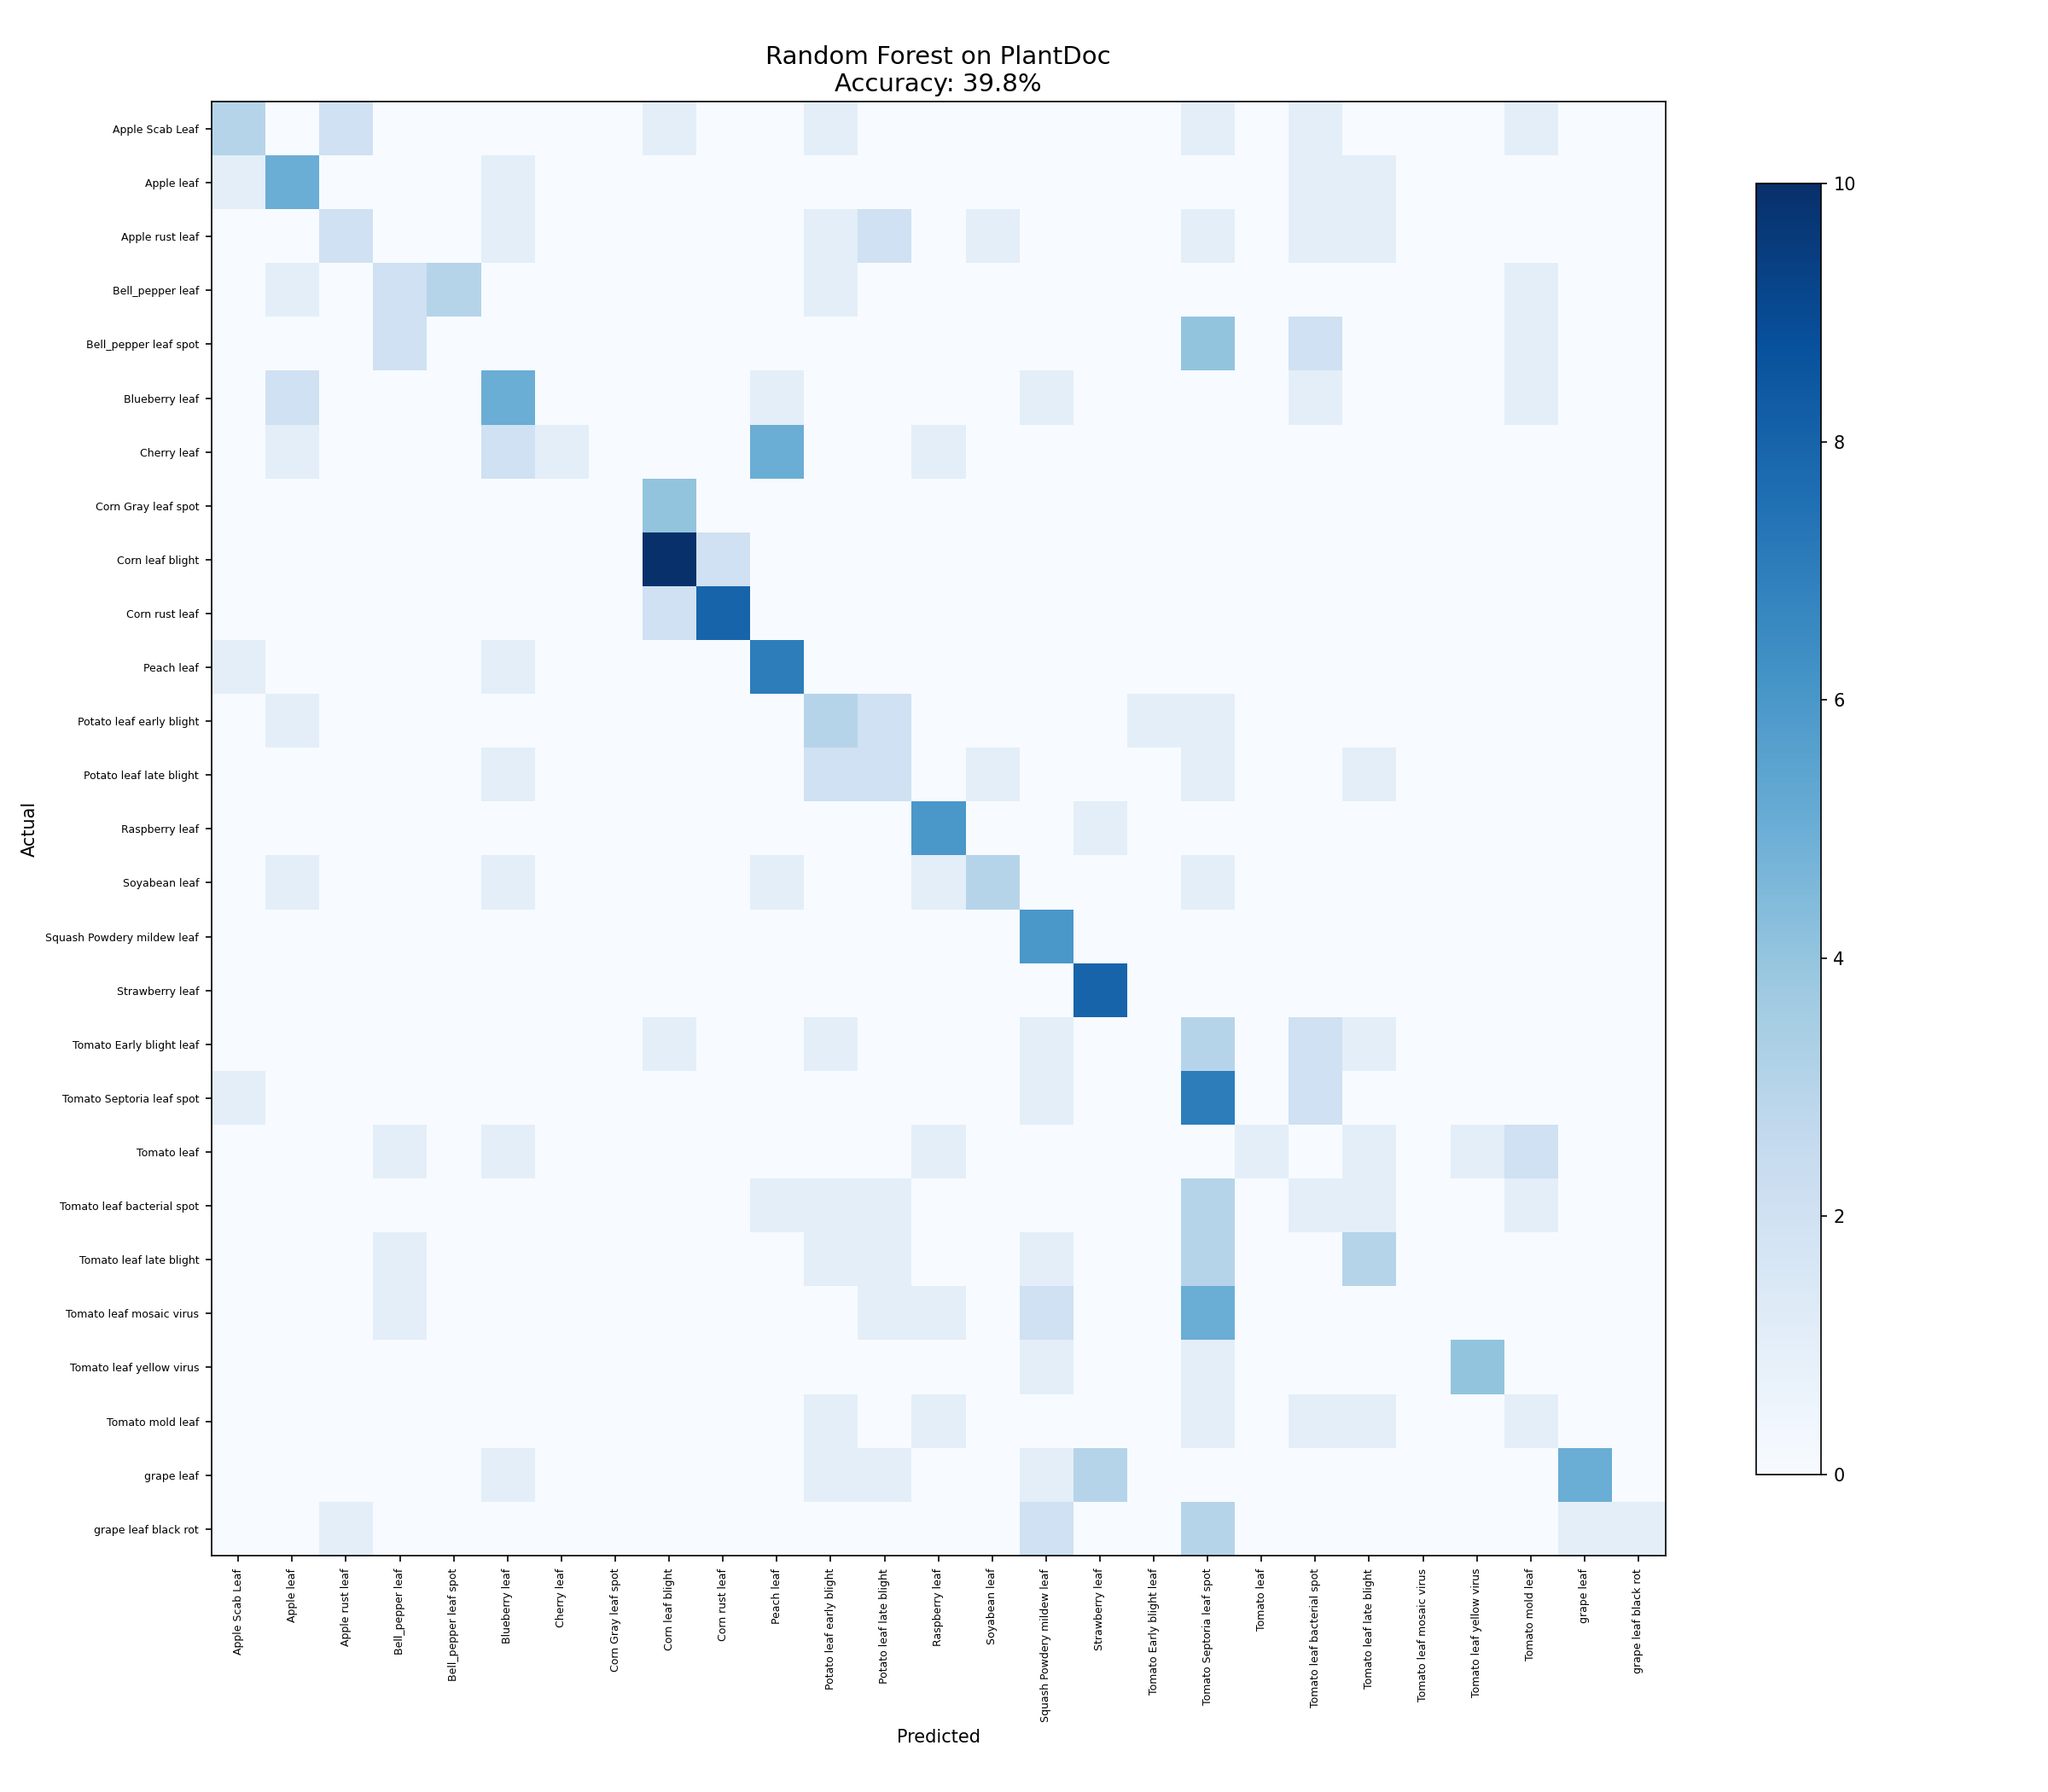 Random Forest on PlantDoc
Accuracy: 39.8%
Actual
Apple Scab Leaf
Apple leaf
Apple rust leaf
Bell_pepper leaf
Bell_pepper leaf spot
Blueberry leaf
Cherry leaf
Corn Gray leaf spot
Corn leaf blight
Corn rust leaf
Peach leaf
Potato leaf early blight
Potato leaf late blight
Raspberry leaf
Soyabean leaf
Squash Powdery mildew leaf
Strawberry leaf
Tomato Early blight leaf
Tomato Septoria leaf spot
Tomato leaf
Tomato leaf bacterial spot
Tomato leaf late blight
Tomato leaf mosaic virus
Tomato leaf yellow virus
Tomato mold leaf
grape leaf
grape leaf black rot
Apple Scab Leaf
Apple leaf
Apple rust leaf
Bell_pepper leaf
Bell_pepper leaf spot
Blueberry leaf
Cherry leaf
Corn Gray leaf spot
Corn leaf blight
Corn rust leaf
Peach leaf
Potato leaf early blight
Potato leaf late blight
Raspberry leaf
Soyabean leaf
Squash Powdery mildew leaf
Strawberry leaf
Tomato Early blight leaf
Tomato Septoria leaf spot
Tomato leaf
Tomato leaf bacterial spot
Tomato leaf late blight
Tomato leaf mosaic virus
Tomato leaf yellow virus
Tomato mold leaf
grape leaf
grape leaf black rot
Predicted
10
8
6
4
2
0